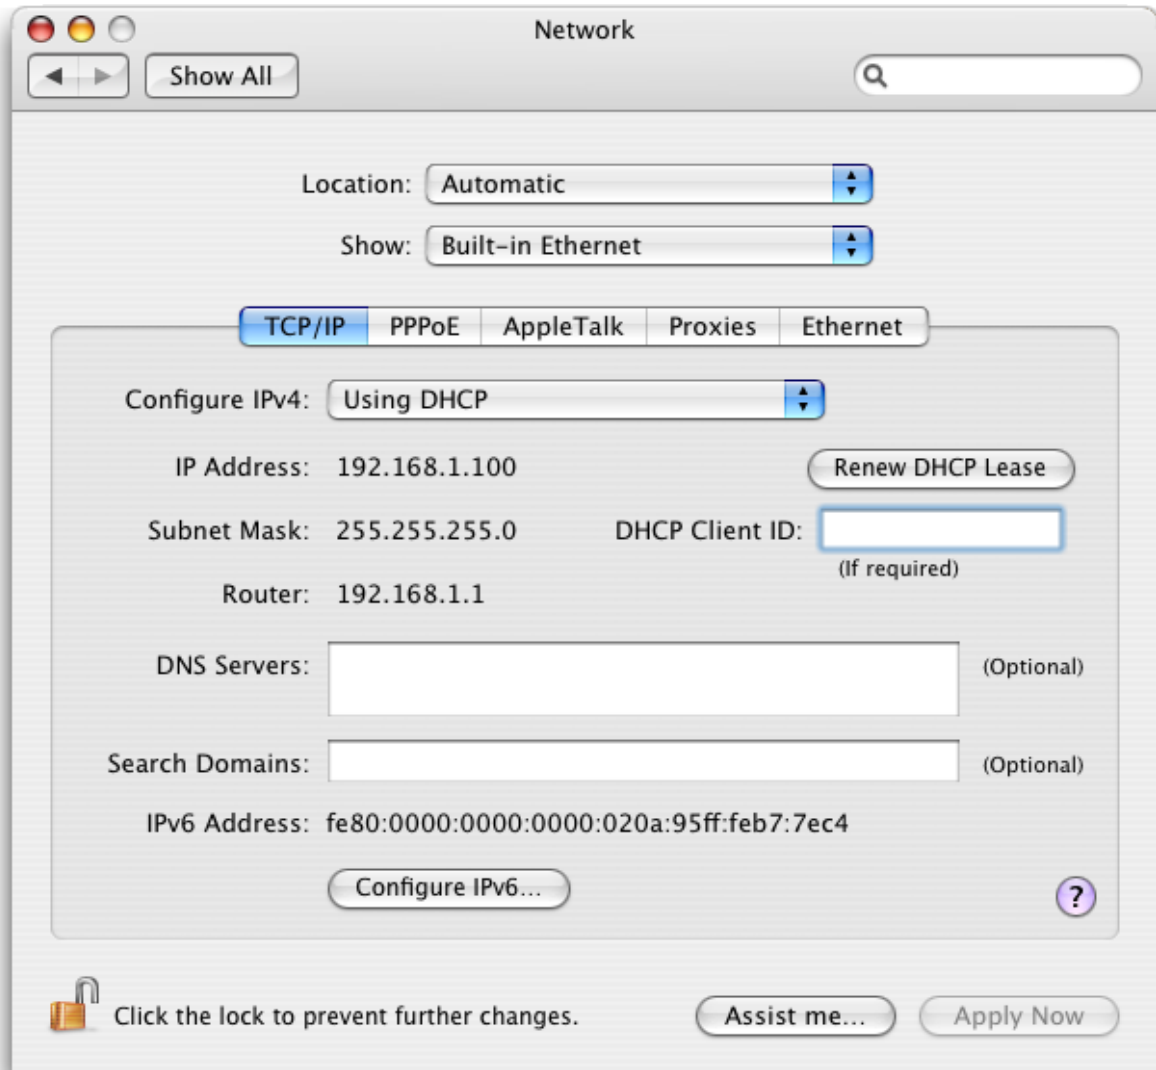 Network
Show All
Location: Automatic
Show: Built-in Ethernet
TCP/IP PPPoE AppleTalk Proxies Ethernet
Configure IPv4: Using DHCP
IP Address: 192.168.1.100 Renew DHCP Lease
Subnet Mask: 255.255.255.0 DHCP Client ID:
(If required)
Router: 192.168.1.1
DNS Servers: (Optional)
Search Domains: (Optional)
IPv6 Address: fe80:0000:0000:0000:020a:95ff:feb7:7ec4
Configure IPv6...
?
Click the lock to prevent further changes. Assist me... Apply Now